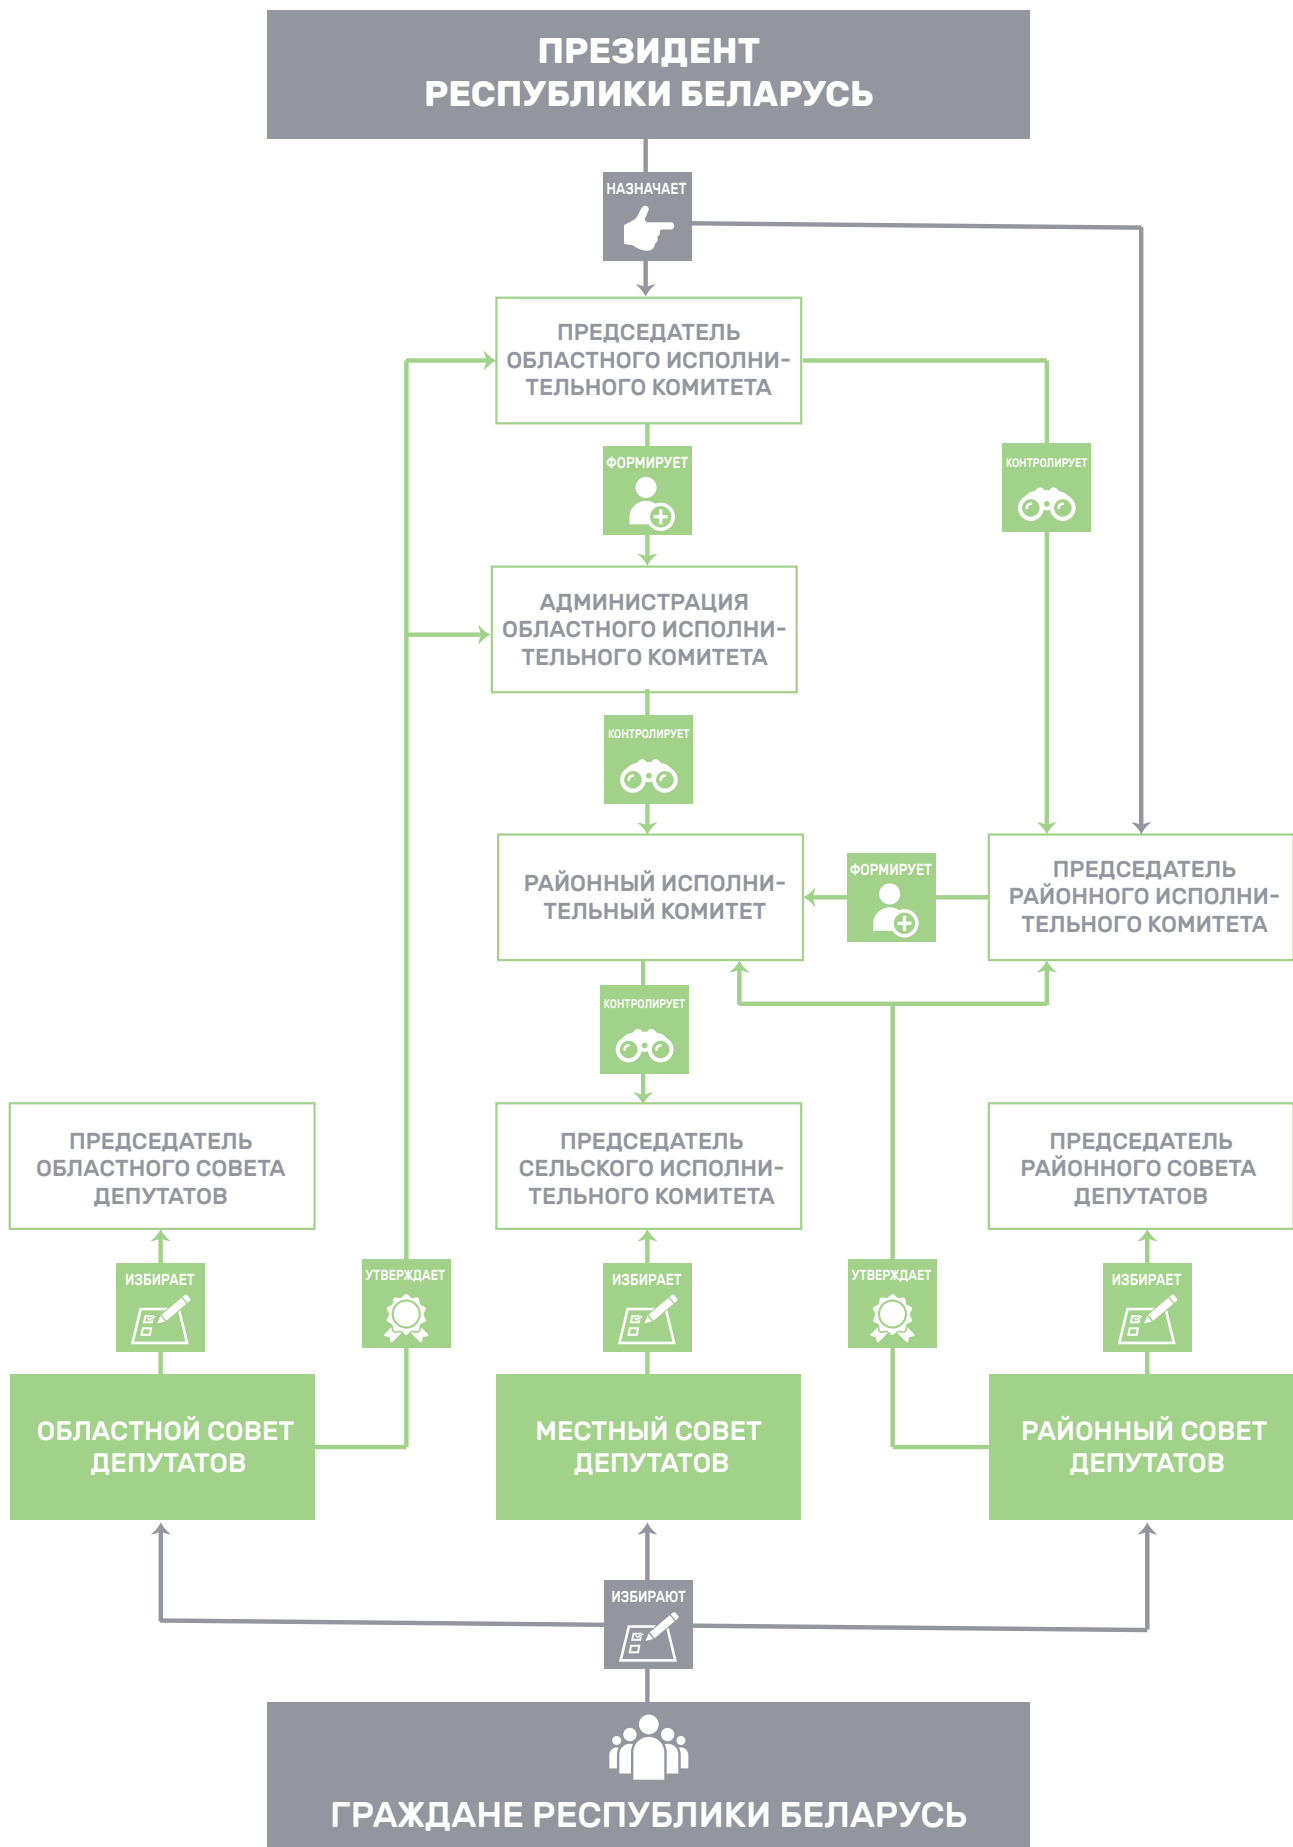 ПРЕЗИДЕНТ
РЕСПУБЛИКИ БЕЛАРУСЬ
НАЗНАЧАЕТ
ПРЕДСЕДАТЕЛЬ
ОБЛАСТНОГО ИСПОЛНИ-
ТЕЛЬНОГО КОМИТЕТА
ФОРМИРУЕТ
КОНТРОЛИРУЕТ
АДМИНИСТРАЦИЯ
ОБЛАСТНОГО ИСПОЛНИ-
ТЕЛЬНОГО КОМИТЕТА
КОНТРОЛИРУЕТ
РАЙОННЫЙ ИСПОЛНИ-
ТЕЛЬНЫЙ КОМИТЕТ
ФОРМИРУЕТ
ПРЕДСЕДАТЕЛЬ
РАЙОННОГО ИСПОЛНИ-
ТЕЛЬНОГО КОМИТЕТА
КОНТРОЛИРУЕТ
ПРЕДСЕДАТЕЛЬ
ОБЛАСТНОГО СОВЕТА
ДЕПУТАТОВ
ПРЕДСЕДАТЕЛЬ
СЕЛЬСКОГО ИСПОЛНИ-
ТЕЛЬНОГО КОМИТЕТА
ПРЕДСЕДАТЕЛЬ
РАЙОННОГО СОВЕТА
ДЕПУТАТОВ
ИЗБИРАЕТ
УТВЕРЖДАЕТ
ИЗБИРАЕТ
УТВЕРЖДАЕТ
ИЗБИРАЕТ
ОБЛАСТНОЙ СОВЕТ
ДЕПУТАТОВ
МЕСТНЫЙ СОВЕТ
ДЕПУТАТОВ
РАЙОННЫЙ СОВЕТ
ДЕПУТАТОВ
ИЗБИРАЮТ
ГРАЖДАНЕ РЕСПУБЛИКИ БЕЛАРУСЬ